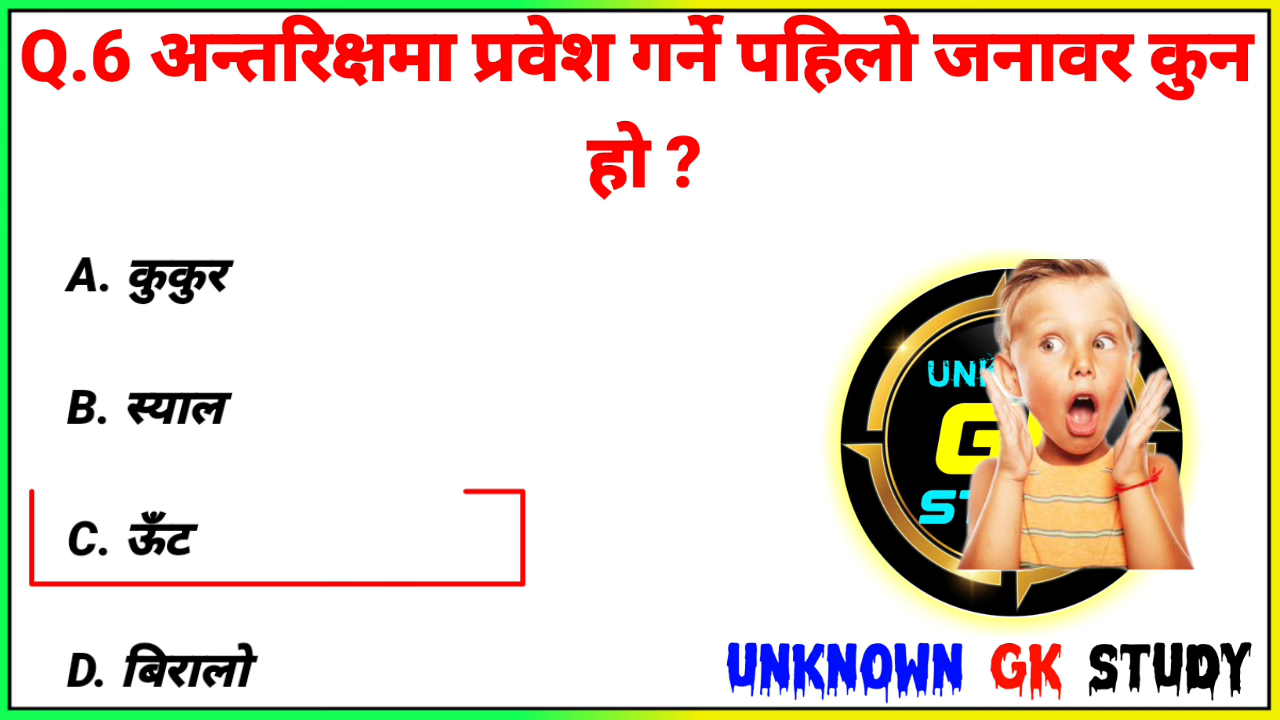 Q.6 अन्तरिक्षमा प्रवेश गर्ने पहिलो जनावर कुन
हो ?
A. कुकुर
B. स्याल
C. ऊँट
D. बिरालो
UNKNOWN GK STUDY